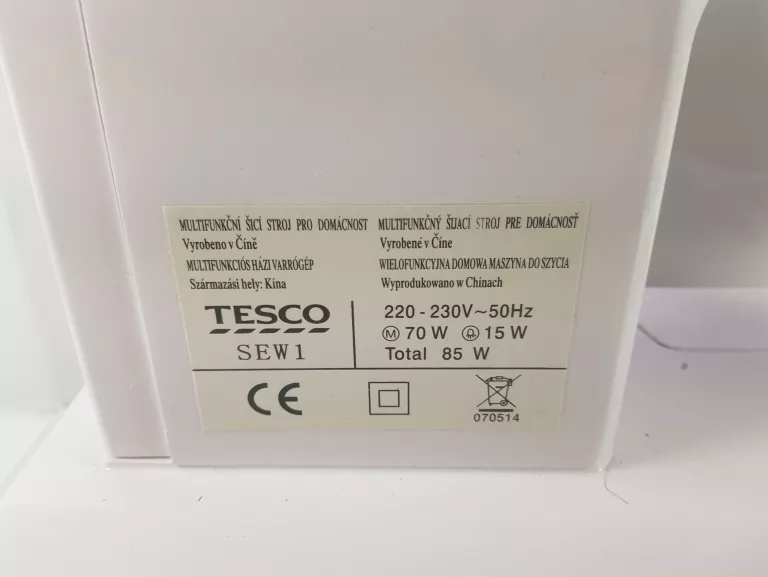 MULTIFUNKČNÍ ŠICÍ STROJ PRO DOMÁCNOST
Vyrobeno v Číně
MULTIFUNKČNÝ ŠIJACÍ STROJ PRE DOMÁCNOSŤ
Vyrobené v Číne
MULTIFUNKCIÓS HÁZI VARRÓGÉP
Származási hely: Kína
WIELOFUNKCYJNA DOMOWA MASZYNA DO SZYCIA
Wyprodukowano w Chinach
TESCO
SEW1
220 - 230V~50Hz
M 70 W 15 W
Total 85 W
CE
070514